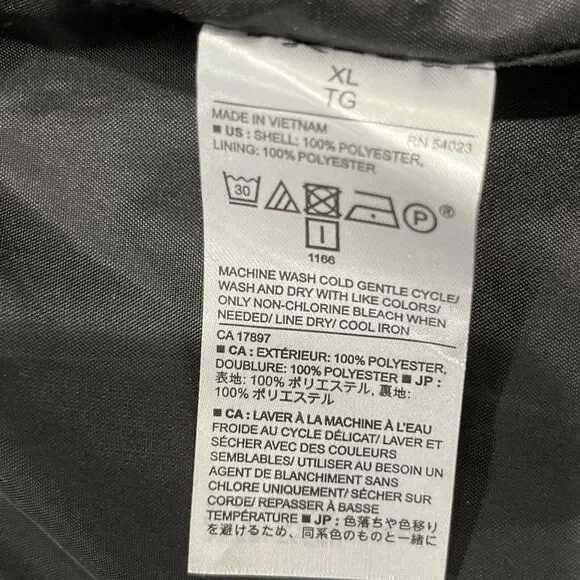 XL
TG
MADE IN VIETNAM RN 54023
■ US : SHELL: 100% POLYESTER,
LINING: 100% POLYESTER
30 P ®
1166
MACHINE WASH COLD GENTLE CYCLE/
WASH AND DRY WITH LIKE COLORS/
ONLY NON-CHLORINE BLEACH WHEN
NEEDED/ LINE DRY/ COOL IRON
CA 17897
■ CA : EXTÉRIEUR: 100% POLYESTER,
DOUBLURE: 100% POLYESTER ■ JP :
表地: 100% ポリエステル, 裏地:
100% ポリエステル
■ CA : LAVER À LA MACHINE À L'EAU
FROIDE AU CYCLE DÉLICAT/ LAVER ET
SÉCHER AVEC DES COULEURS
SEMBLABLES/ UTILISER AU BESOIN UN
AGENT DE BLANCHIMENT SANS
CHLORE UNIQUEMENT/ SÉCHER SUR
CORDE/ REPASSER À BASSE
TEMPÉRATURE ■ JP : 色落ちや色移り
を避けるため、同系色のものと一緒に